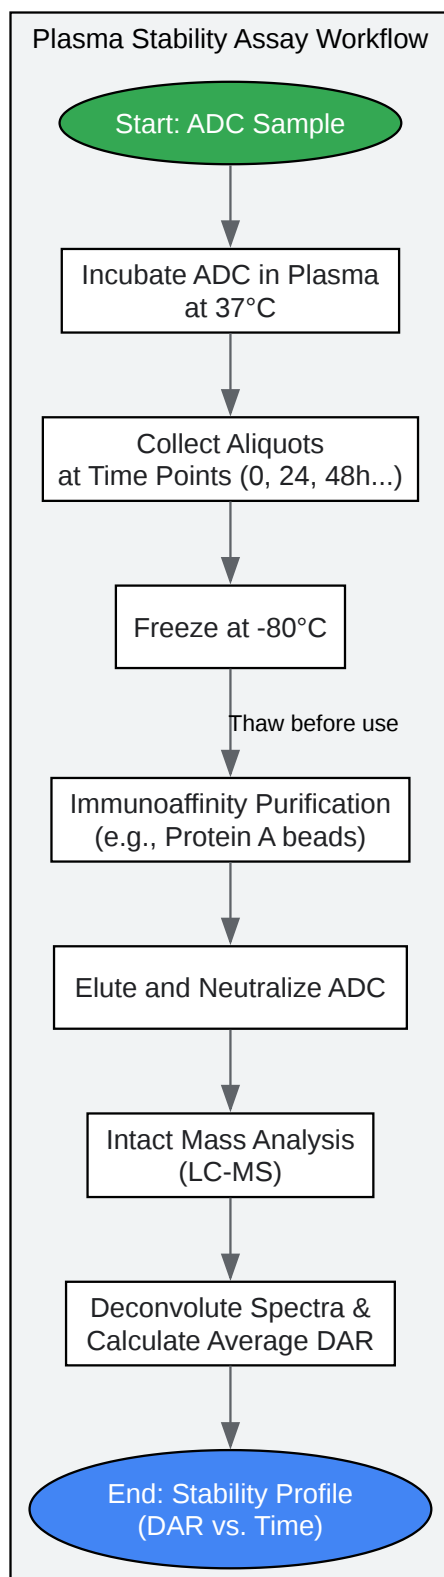 Plasma Stability Assay Workflow
Start: ADC Sample
Incubate ADC in Plasma
at 37°C
Collect Aliquots
at Time Points (0, 24, 48h...)
Freeze at -80°C
Thaw before use
Immunoaffinity Purification
(e.g., Protein A beads)
Elute and Neutralize ADC
Intact Mass Analysis
(LC-MS)
Deconvolute Spectra &
Calculate Average DAR
End: Stability Profile
(DAR vs. Time)